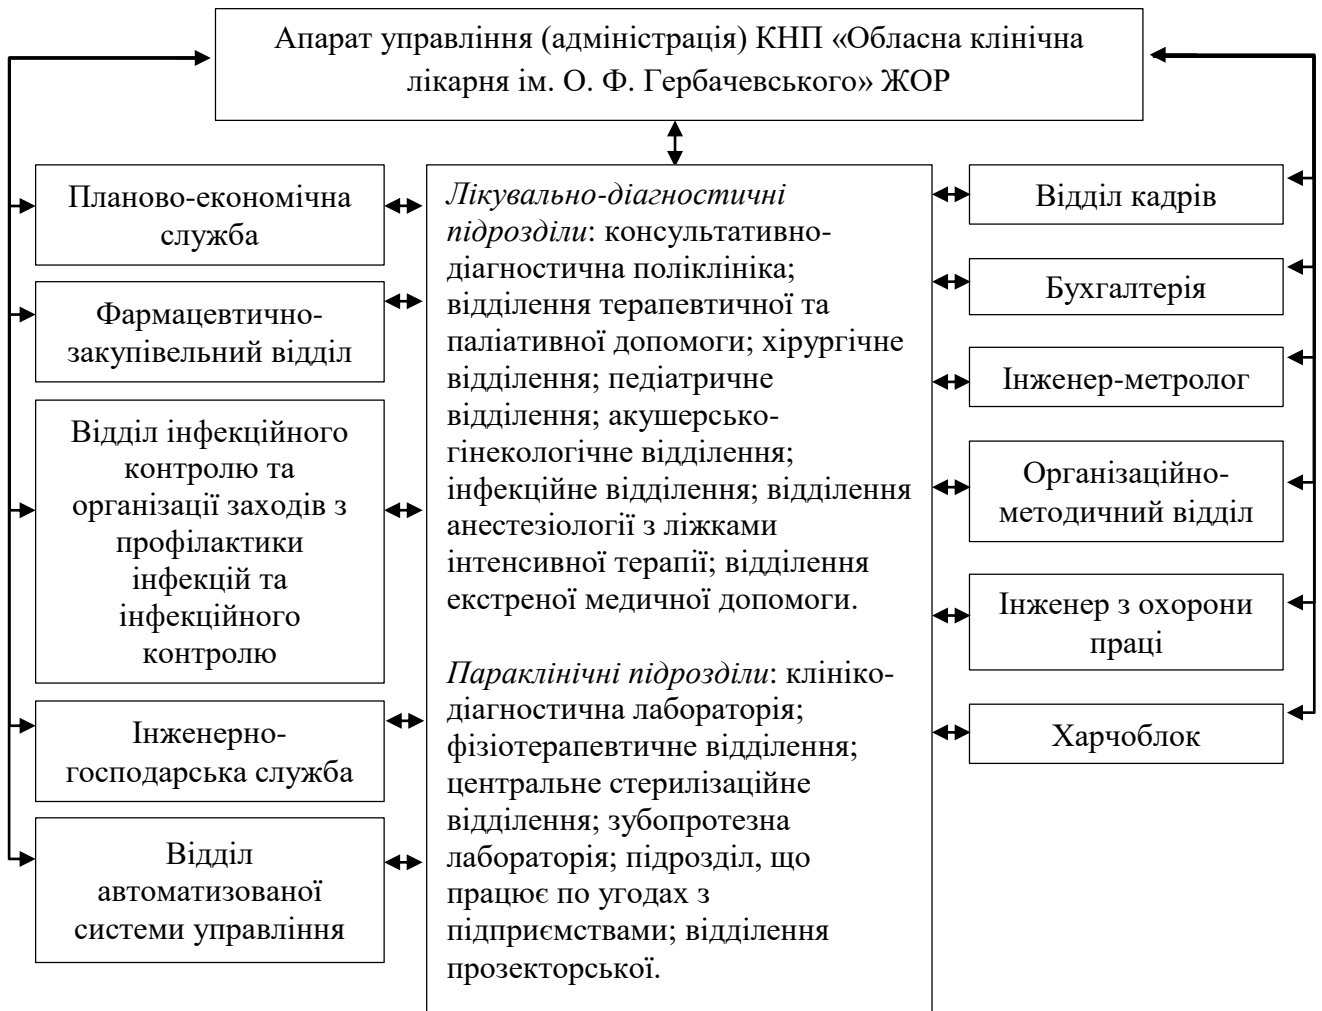 Апарат управління (адміністрація) КНП «Обласна клінічна
лікарня ім. О. Ф. Гербачевського» ЖОР
Планово-економічна
служба
Фармацевтично-
закупівельний відділ
Відділ інфекційного
контролю та
організації заходів з
профілактики
інфекцій та
інфекційного
контролю
Інженерно-
господарська служба
Відділ
автоматизованої
системи управління
Лікувально-діагностичні
підрозділи: консультативно-
діагностична поліклініка;
відділення терапевтичної та
паліативної допомоги; хірургічне
відділення; педіатричне
відділення; акушерсько-
гінекологічне відділення;
інфекційне відділення; відділення
анестезіології з ліжками
інтенсивної терапії; відділення
екстреної медичної допомоги.
Параклінічні підрозділи: клініко-
діагностична лабораторія;
фізіотерапевтичне відділення;
центральне стерилізаційне
відділення; зубопротезна
лабораторія; підрозділ, що
працює по угодах з
підприємствами; відділення
прозекторської.
Відділ кадрів
Бухгалтерія
Інженер-метролог
Організаційно-
методичний відділ
Інженер з охорони
праці
Харчоблок